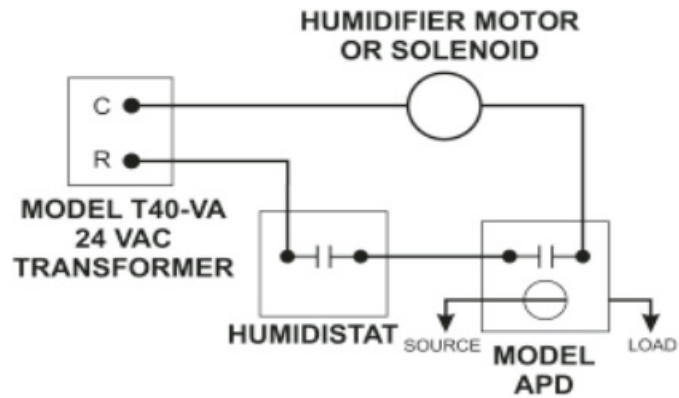 HUMIDIFIER MOTOR
OR SOLENOID
C
R
MODEL T40-VA
24 VAC
TRANSFORMER
HUMIDISTAT
SOURCE
MODEL
APD
LOAD